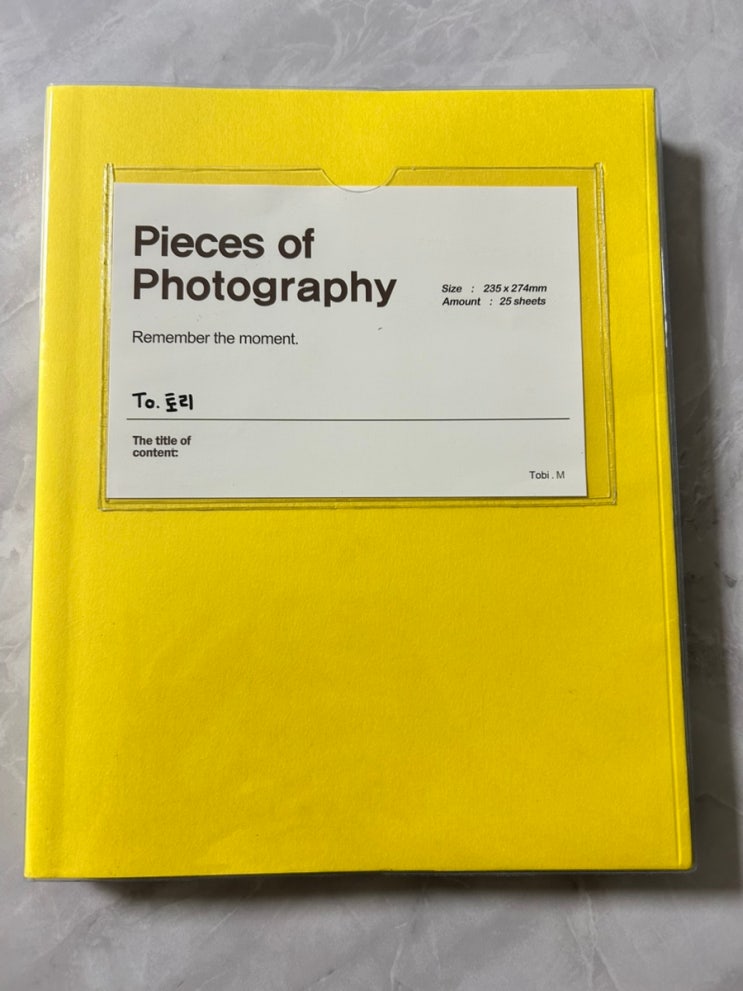 Pieces of
Photography
Size : 235 x 274mm
Amount : 25 sheets
Remember the moment.
To. 토리
The title of
content:
Tobi . M